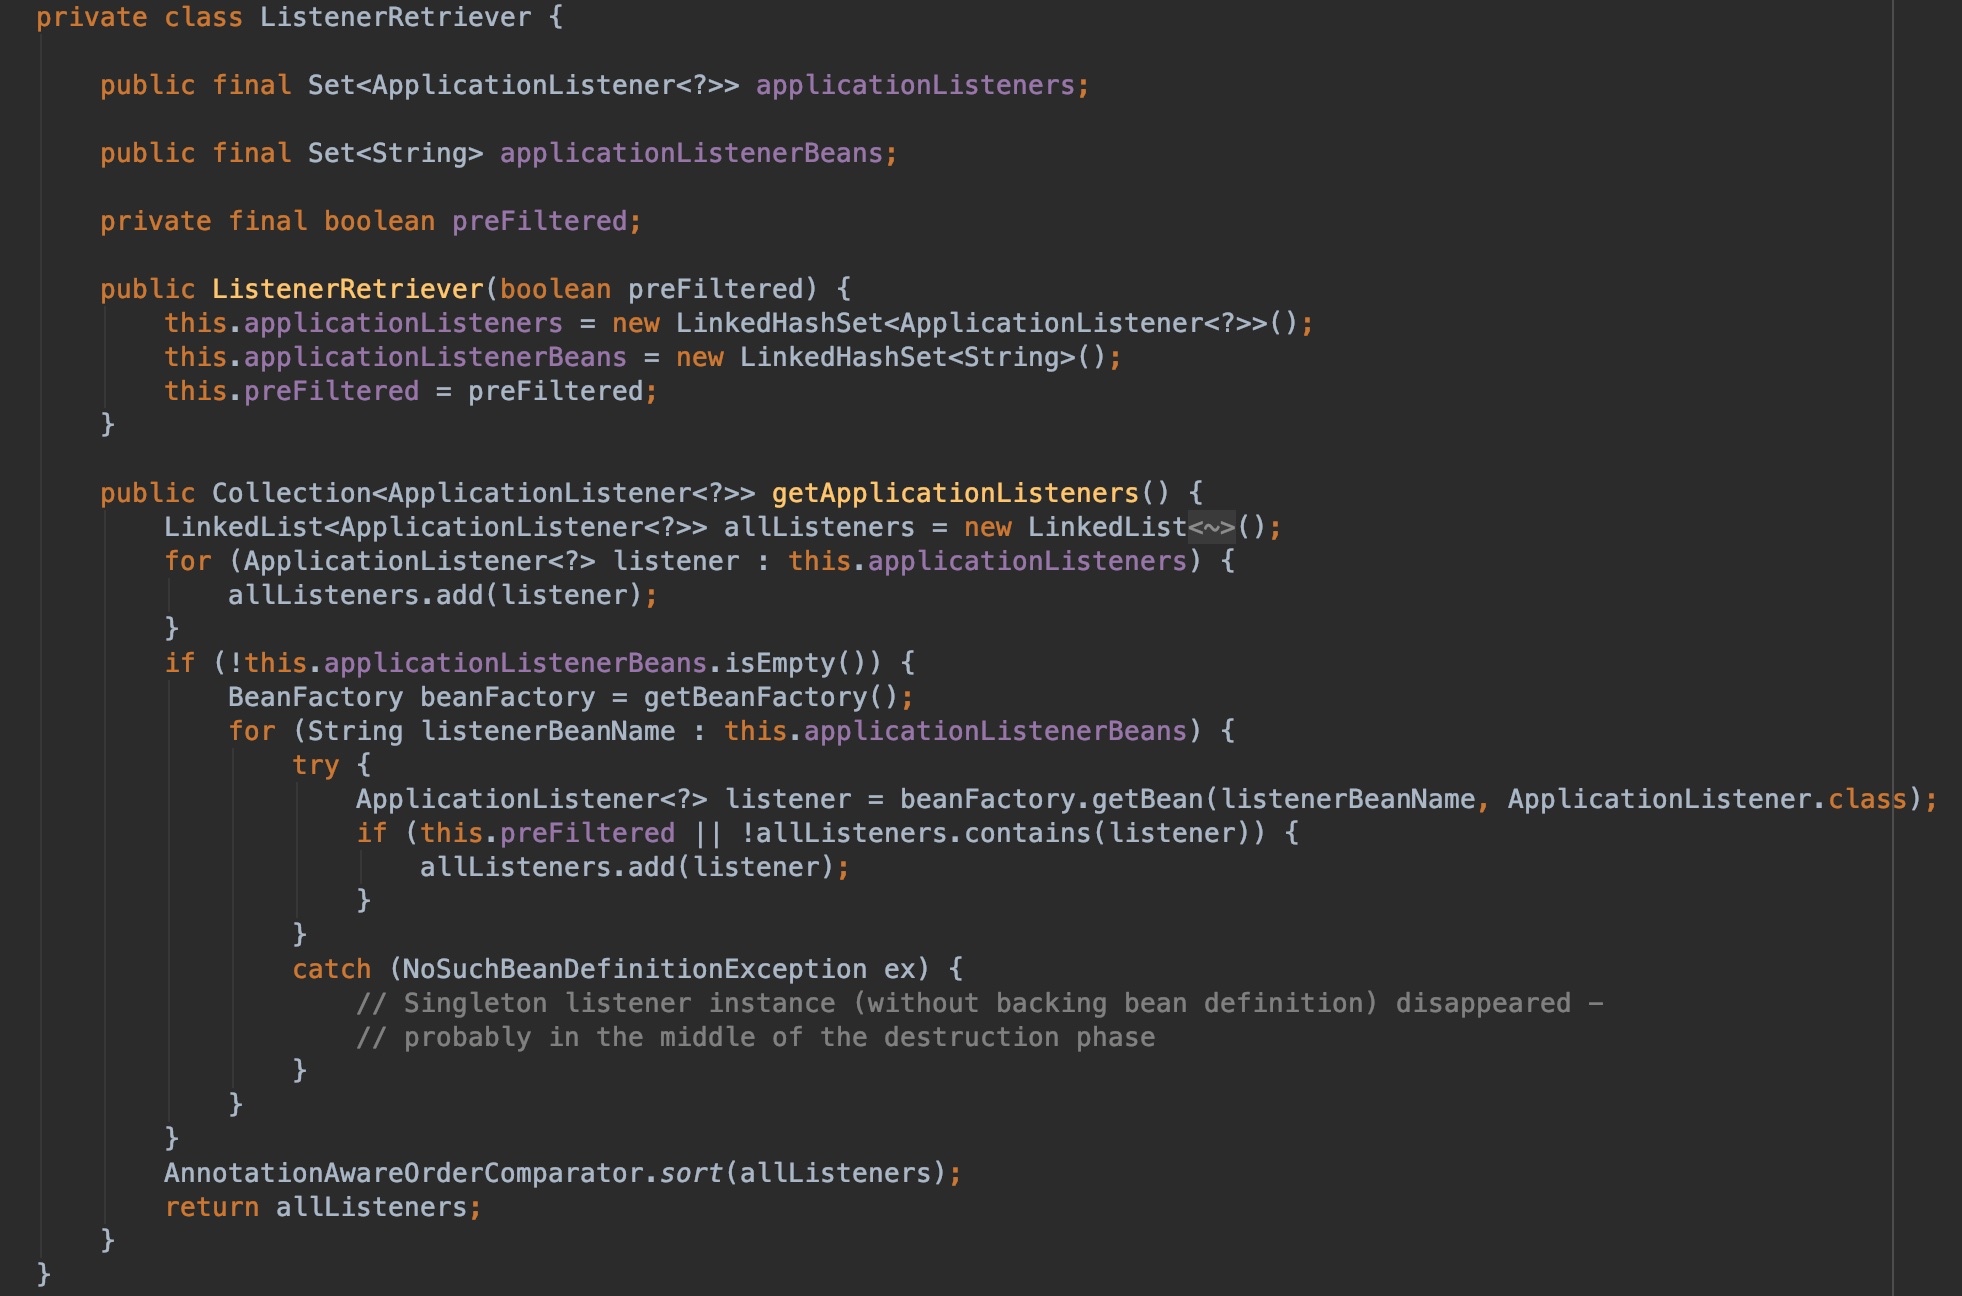 private class ListenerRetriever {
    public final Set<ApplicationListener<?>> applicationListeners;
    public final Set<String> applicationListenerBeans;
    private final boolean preFiltered;
    public ListenerRetriever(boolean preFiltered) {
        this.applicationListeners = new LinkedHashSet<ApplicationListener<?>>();
        this.applicationListenerBeans = new LinkedHashSet<String>();
        this.preFiltered = preFiltered;
    }
    public Collection<ApplicationListener<?>> getApplicationListeners() {
        LinkedList<ApplicationListener<?>> allListeners = new LinkedList<~>();
        for (ApplicationListener<?> listener : this.applicationListeners) {
            allListeners.add(listener);
        }
        if (!this.applicationListenerBeans.isEmpty()) {
            BeanFactory beanFactory = getBeanFactory();
            for (String listenerBeanName : this.applicationListenerBeans) {
                try {
                    ApplicationListener<?> listener = beanFactory.getBean(listenerBeanName, ApplicationListener.class);
                    if (this.preFiltered || !allListeners.contains(listener)) {
                        allListeners.add(listener);
                    }
                }
                catch (NoSuchBeanDefinitionException ex) {
                    // Singleton listener instance (without backing bean definition) disappeared -
                    // probably in the middle of the destruction phase
                }
            }
        }
        AnnotationAwareOrderComparator.sort(allListeners);
        return allListeners;
    }
}